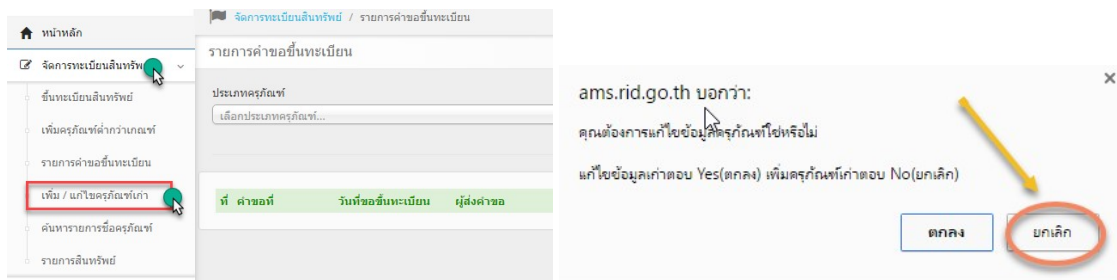 หน้าหลัก
จัดการทะเบียนสินทรัพย์
ขึ้นทะเบียนสินทรัพย์
เพิ่มครุภัณฑ์ต่ำกว่าเกณฑ์
รายการคำขอขึ้นทะเบียน
เพิ่ม / แก้ไขครุภัณฑ์เก่า
ค้นหารายการชื่อครุภัณฑ์
รายการสินทรัพย์
จัดการทะเบียนสินทรัพย์ / รายการคำขอขึ้นทะเบียน
รายการคำขอขึ้นทะเบียน
ประเภทครุภัณฑ์
เลือกประเภทครุภัณฑ์...
ที่ คำขอที่ วันที่ขอขึ้นทะเบียน ผู้ส่งคำขอ
ams.rid.go.th บอกว่า:
คุณต้องการแก้ไขข้อมูลครุภัณฑ์ใช่หรือไม่
แก้ไขข้อมูลเก่าตอบ Yes(ตกลง) เพิ่มครุภัณฑ์เก่าตอบ No(ยกเลิก)
ตกลง ยกเลิก